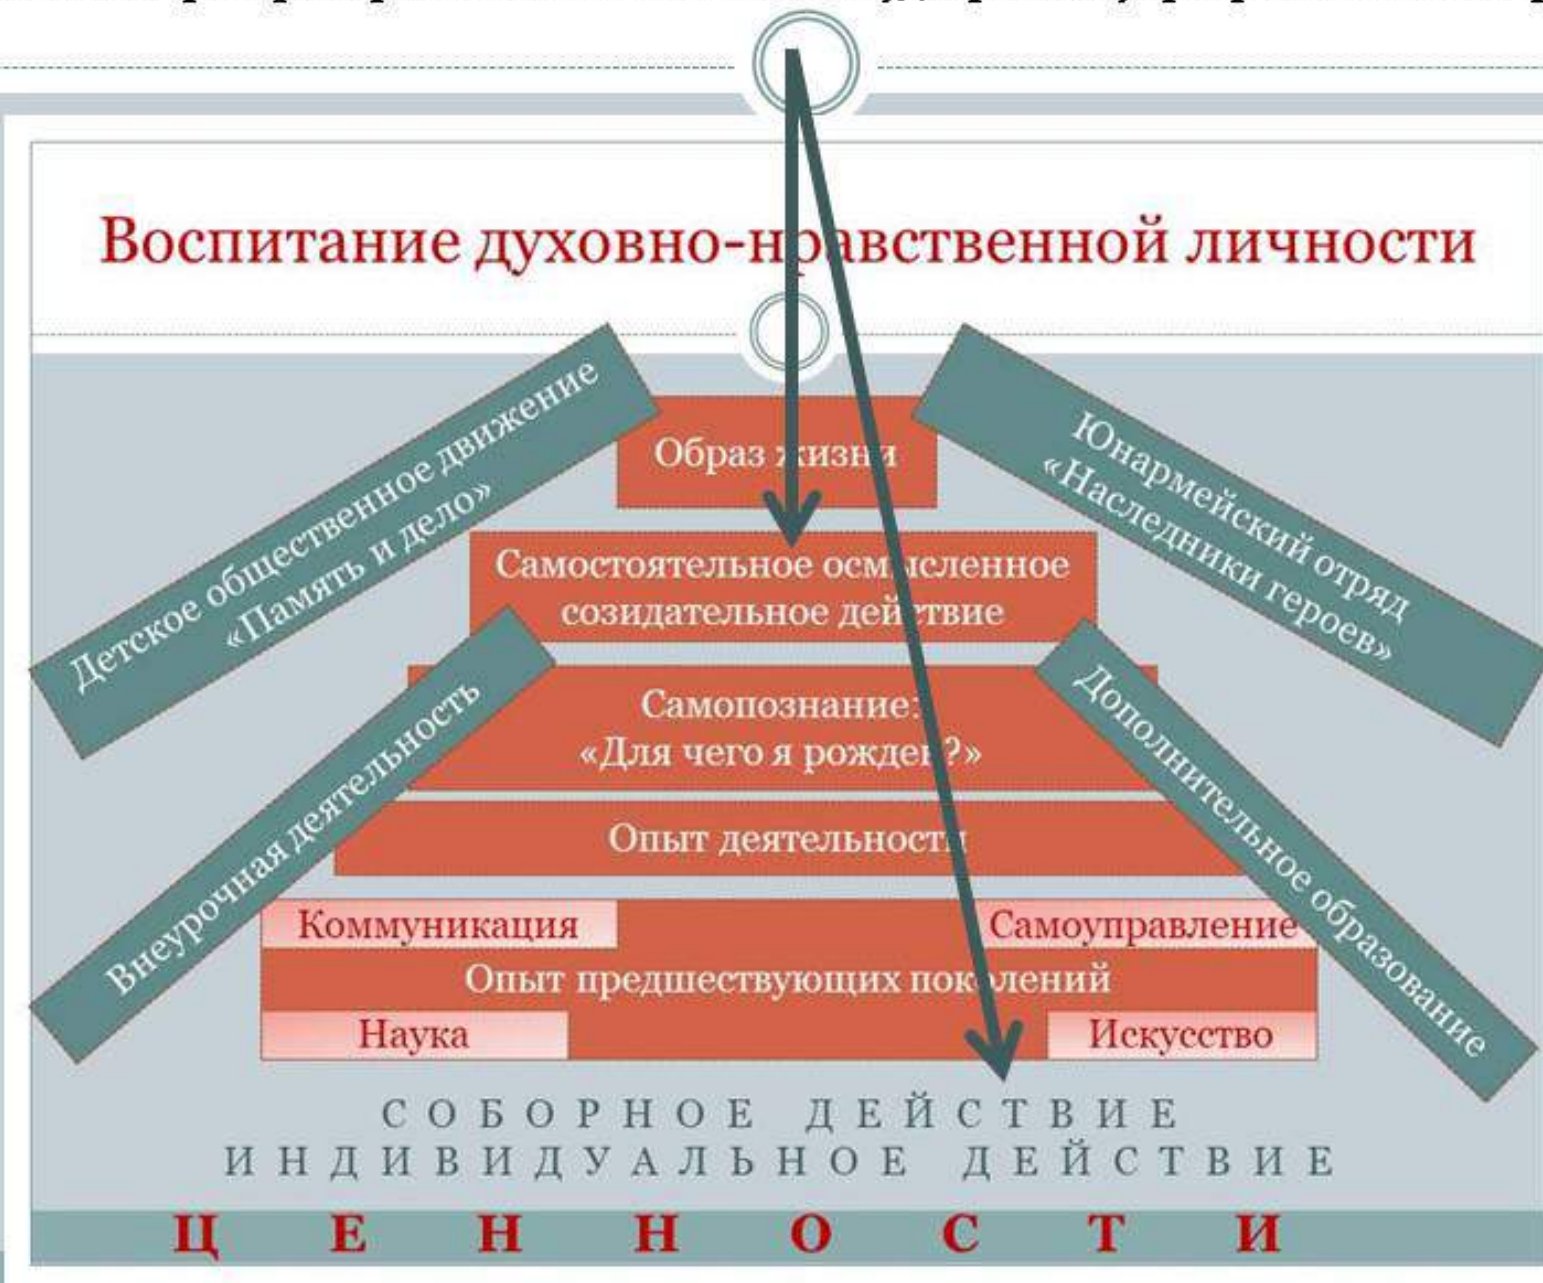 Воспитание духовно-нравственной личности
Детское общественное движение
«Память и дело»
Юнармейский отряд
«Наследники героев»
Образ жизни
Самостоятельное осмысленное
созидательное действие
Самопознание:
«Для чего я рожден?»
Внеурочная деятельность
Дополнительное образование
Опыт деятельности
Коммуникация
Самоуправление
Опыт предшествующих поколений
Наука
Искусство
СОБОРНОЕ ДЕЙСТВИЕ
ИНДИВИДУАЛЬНОЕ ДЕЙСТВИЕ
ЦЕННОСТИ